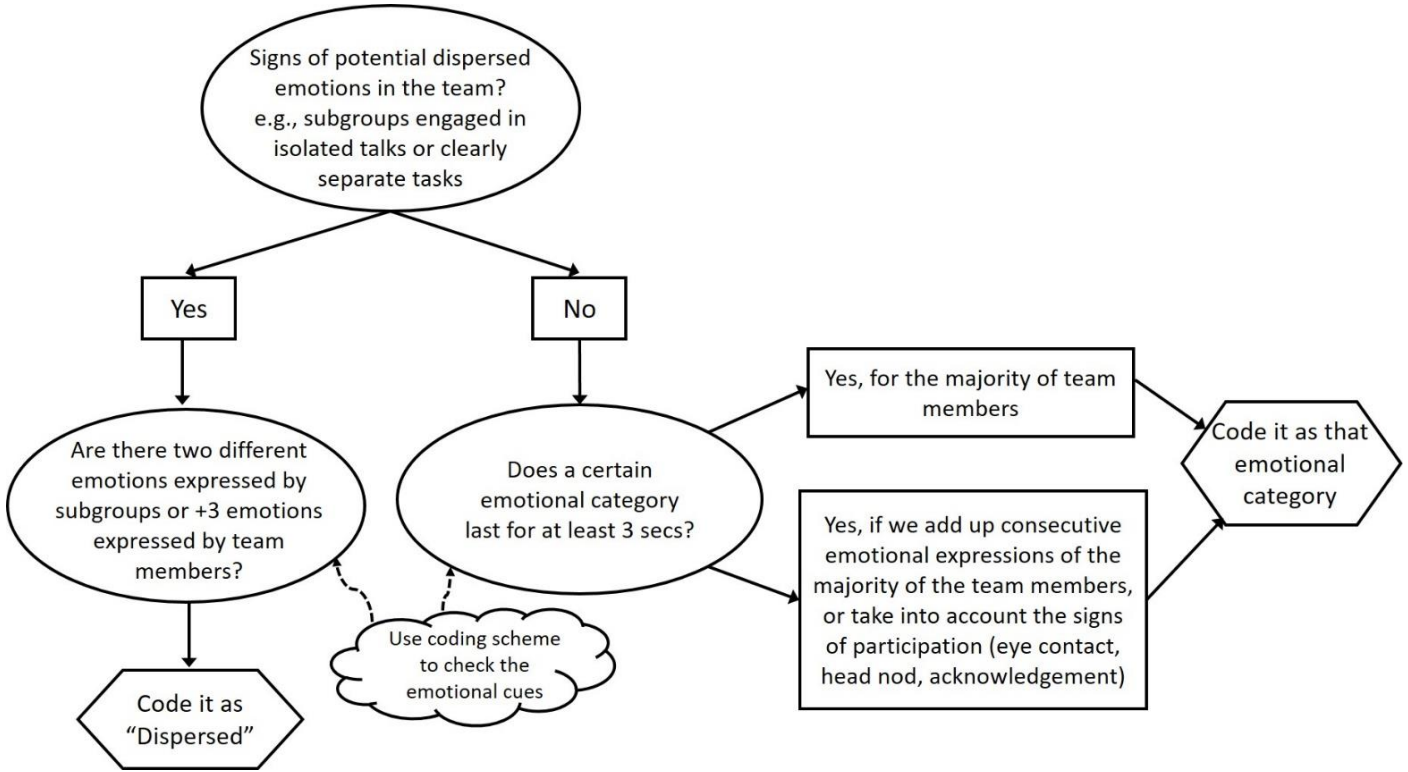 Signs of potential dispersed
emotions in the team?
e.g., subgroups engaged in
isolated talks or clearly
separate tasks
Yes
No
Are there two different
emotions expressed by
subgroups or +3 emotions
expressed by team
members?
Does a certain
emotional category
last for at least 3 secs?
Yes, for the majority of team
members
Yes, if we add up consecutive
emotional expressions of the
majority of the team members,
or take into account the signs
of participation (eye contact,
head nod, acknowledgement)
Code it as that
emotional
category
Use coding scheme
to check the
emotional cues
Code it as
“Dispersed”